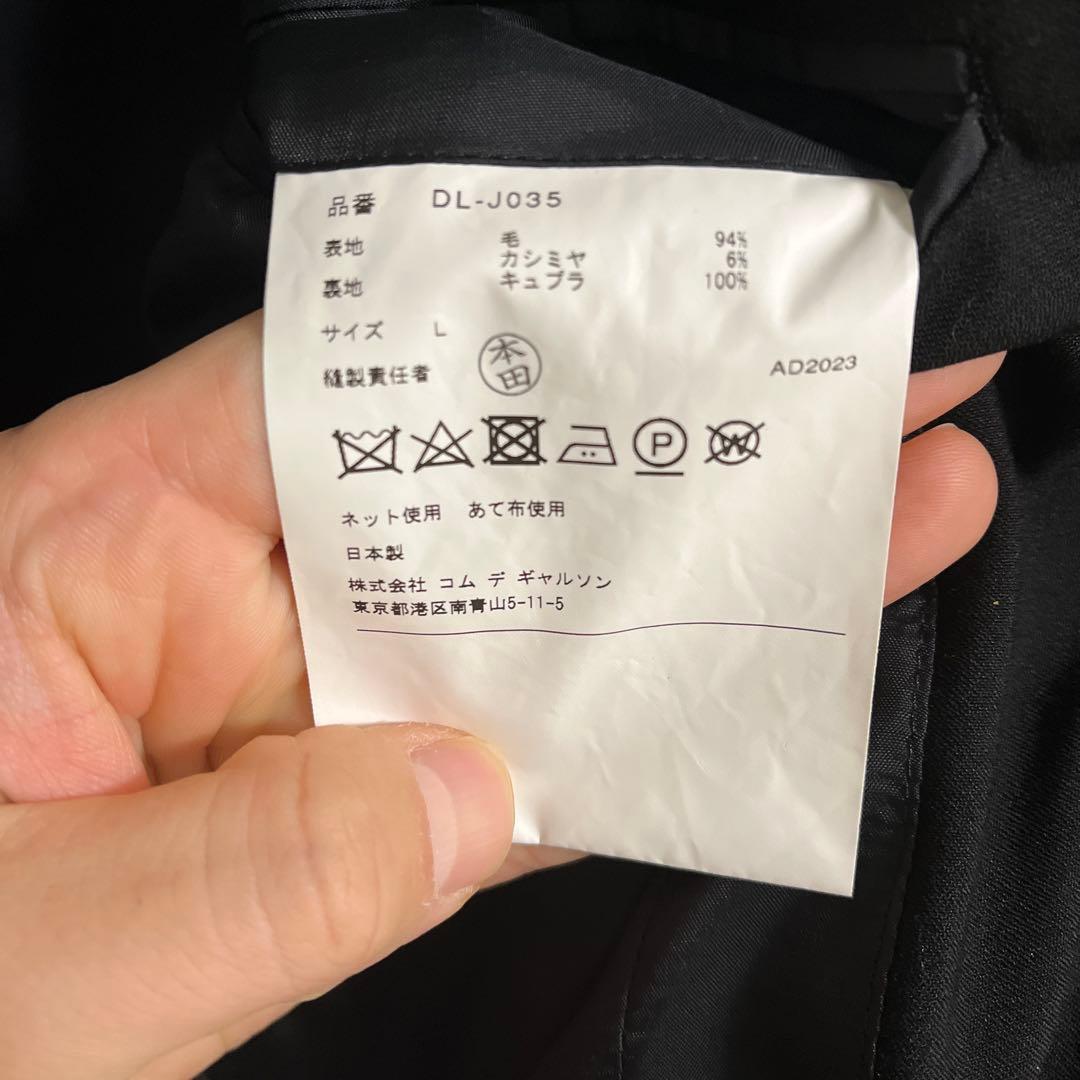 品番 DL-J035
表地 毛 94%
カシミヤ 6%
裏地 キュプラ 100%
サイズ L
縫製責任者 本田 AD2023
P W
ネット使用 あて布使用
日本製
株式会社 コム デ ギャルソン
東京都港区南青山5-11-5